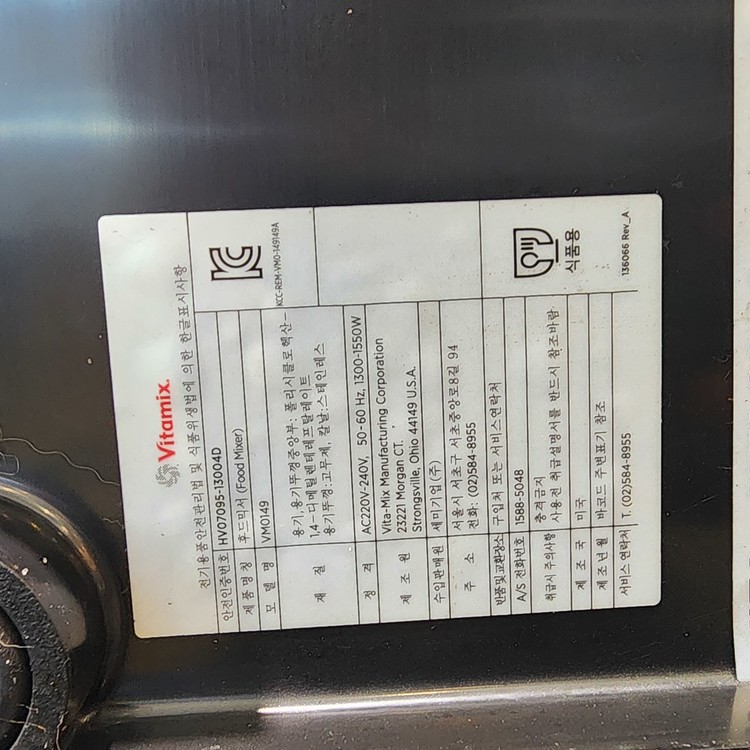 Vitamix.
전기용품안전관리법 및 식품위생법에 의한 한글표시사항
안전인증번호 HV07095-13004D
제품명칭 후드믹서 (Food Mixer)
모델명 VM0149
KCC-REM-VM0-149149A
재질 용기,용기뚜껑중앙부: 폴리시클로헥산-
1,4-디메틸렌테레프탈레이트
용기뚜껑:고무제, 칼날:스테인레스
정격 AC220V-240V, 50-60 Hz, 1300-1550W
제조원 Vita-Mix Manufacturing Corporation
23221 Morgan CT.
Strongsville, Ohio 44149 U.S.A.
수입판매원 세미기업(주)
주소 서울시 서초구 서초중앙로8길 94
전화: (02)584-8955
반품및교환장소 구입처 또는 서비스연락처
A/S 전화번호 1588-5048
취급시 주의사항 충격금지
사용전 취급설명서를 반드시 참조바람
제조국 미국
제조년월 바코드 주변표기 참조
서비스 연락처 T. (02)584-8955
식품용
136066 Rev_A